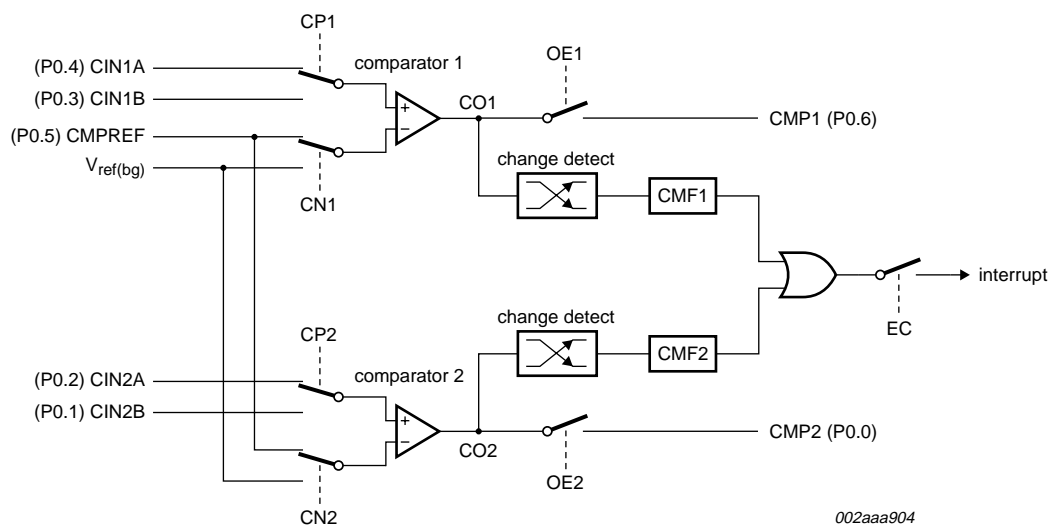 CP1
(P0.4) CIN1A
comparator 1
OE1
(P0.3) CIN1B
+
CO1
CMP1 (P0.6)
(P0.5) CMPREF
−
Vref(bg)
change detect
CN1
CMF1
interrupt
EC
CP2
change detect
CMF2
(P0.2) CIN2A
comparator 2
(P0.1) CIN2B
+
CMP2 (P0.0)
−
CO2
OE2
CN2
002aaa904